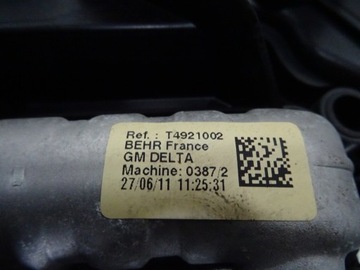 Ref. : T4921002
BEHR France
GM DELTA
Machine: 0387/2
27/06/11 11:25:31